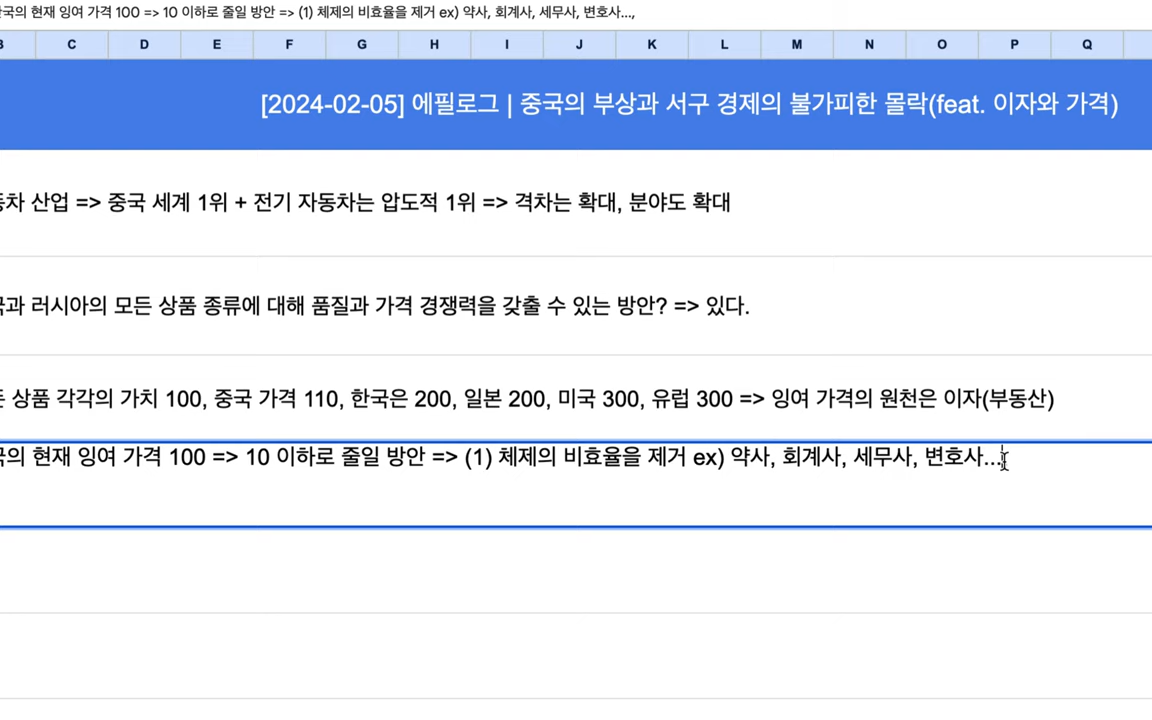 국의 현재 잉여 가격 100 => 10 이하로 줄일 방안 => (1) 체제의 비효율을 제거 ex) 약사, 회계사, 세무사, 변호사...,
B C D E F G H I J K L M N O P Q
[2024-02-05] 에필로그 | 중국의 부상과 서구 경제의 불가피한 몰락(feat. 이자와 가격)
동차 산업 => 중국 세계 1위 + 전기 자동차는 압도적 1위 => 격차는 확대, 분야도 확대
국과 러시아의 모든 상품 종류에 대해 품질과 가격 경쟁력을 갖출 수 있는 방안? => 있다.
상품 각각의 가치 100, 중국 가격 110, 한국은 200, 일본 200, 미국 300, 유럽 300 => 잉여 가격의 원천은 이자(부동산)
국의 현재 잉여 가격 100 => 10 이하로 줄일 방안 => (1) 체제의 비효율을 제거 ex) 약사, 회계사, 세무사, 변호사...,